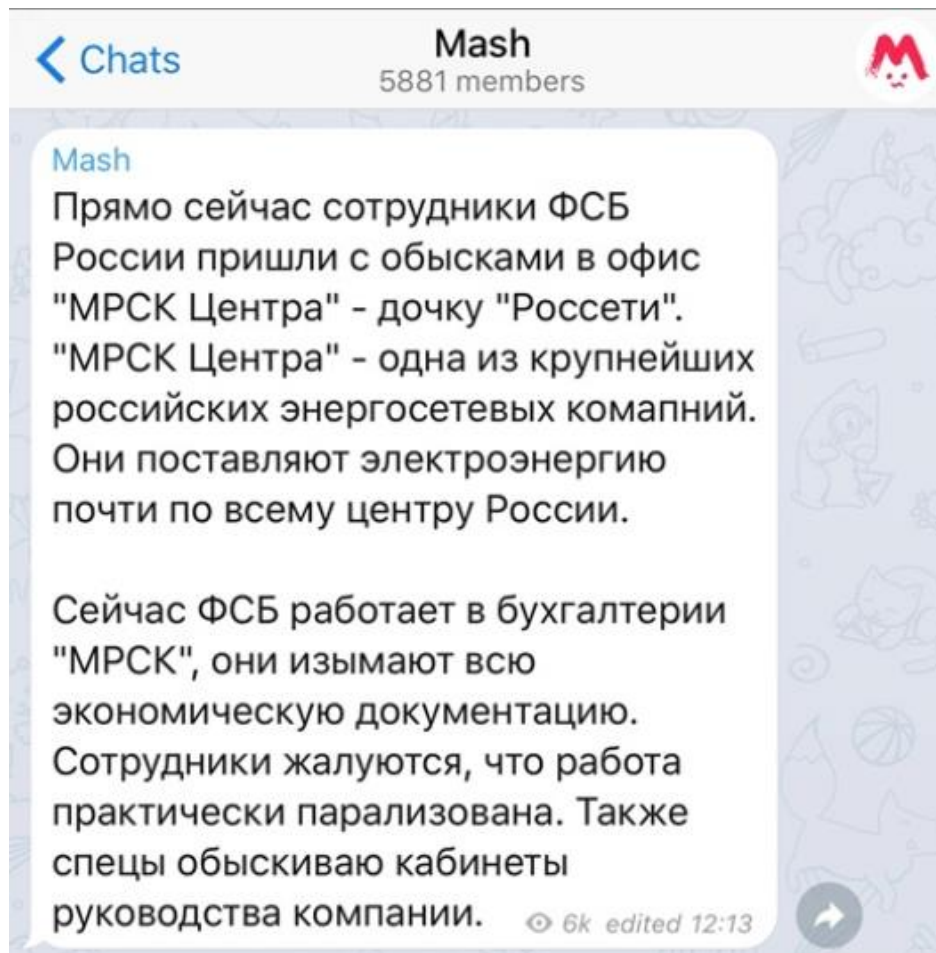 Chats
Mash
5881 members
Mash
Прямо сейчас сотрудники ФСБ
России пришли с обысками в офис
"МРСК Центра" - дочку "Россети".
"МРСК Центра" - одна из крупнейших
российских энергосетевых комапний.
Они поставляют электроэнергию
почти по всему центру России.
Сейчас ФСБ работает в бухгалтерии
"МРСК", они изымают всю
экономическую документацию.
Сотрудники жалуются, что работа
практически парализована. Также
спецы обыскиваю кабинеты
руководства компании.
6k edited 12:13